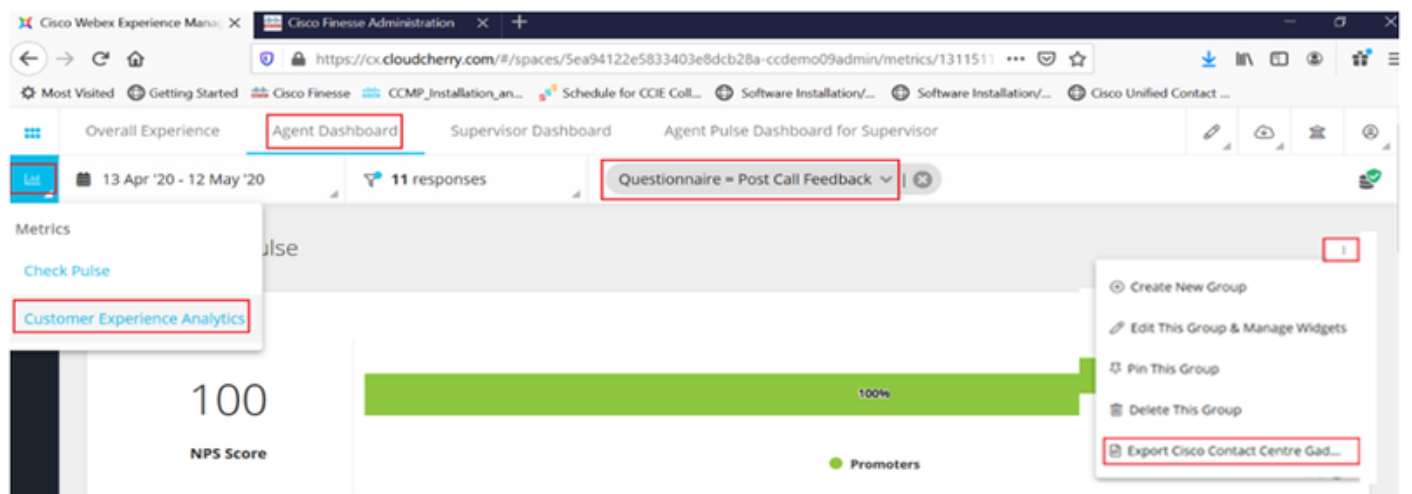 Cisco Webex Experience Manag
Cisco Finesse Administration
https://cx.cloudcherry.com/#/spaces/5ea94122e5833403e8dcb28a-ccdemo09admin/metrics/1311511
Most Visited Getting Started Cisco Finesse CCMP_Installation_an... Schedule for CCIE Coll... Software Installation/... Software Installation/... Cisco Unified Contact ...
Overall Experience Agent Dashboard Supervisor Dashboard Agent Pulse Dashboard for Supervisor
13 Apr '20 - 12 May '20 11 responses Questionnaire = Post Call Feedback
Metrics
ulse
Check Pulse
Customer Experience Analytics
Create New Group
Edit This Group & Manage Widgets
Pin This Group
Delete This Group
Export Cisco Contact Centre Gad...
100
100%
NPS Score
Promoters